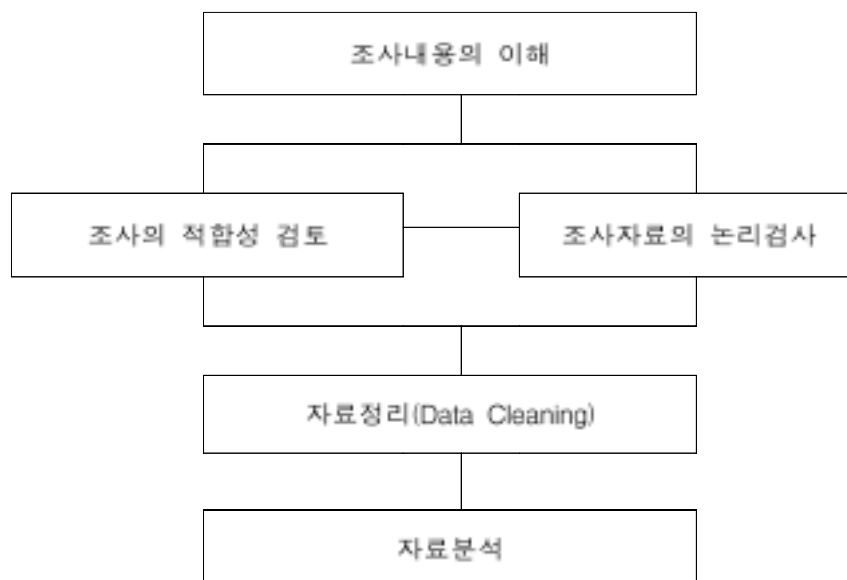 조사내용의 이해
조사의 적합성 검토
조사자료의 논리검사
자료정리(Data Cleaning)
자료분석